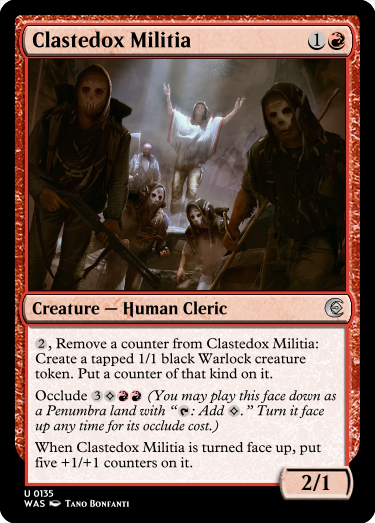 Clastedox Militia 1
Creature — Human Cleric
2, Remove a counter from Clastedox Militia:
Create a tapped 1/1 black Warlock creature
token. Put a counter of that kind on it.
Occlude 3 (You may play this face down as
a Penumbra land with “: Add .” Turn it face
up any time for its occlude cost.)
When Clastedox Militia is turned face up, put
five +1/+1 counters on it.
2/1
U 0135
WAS Tano Bonfanti